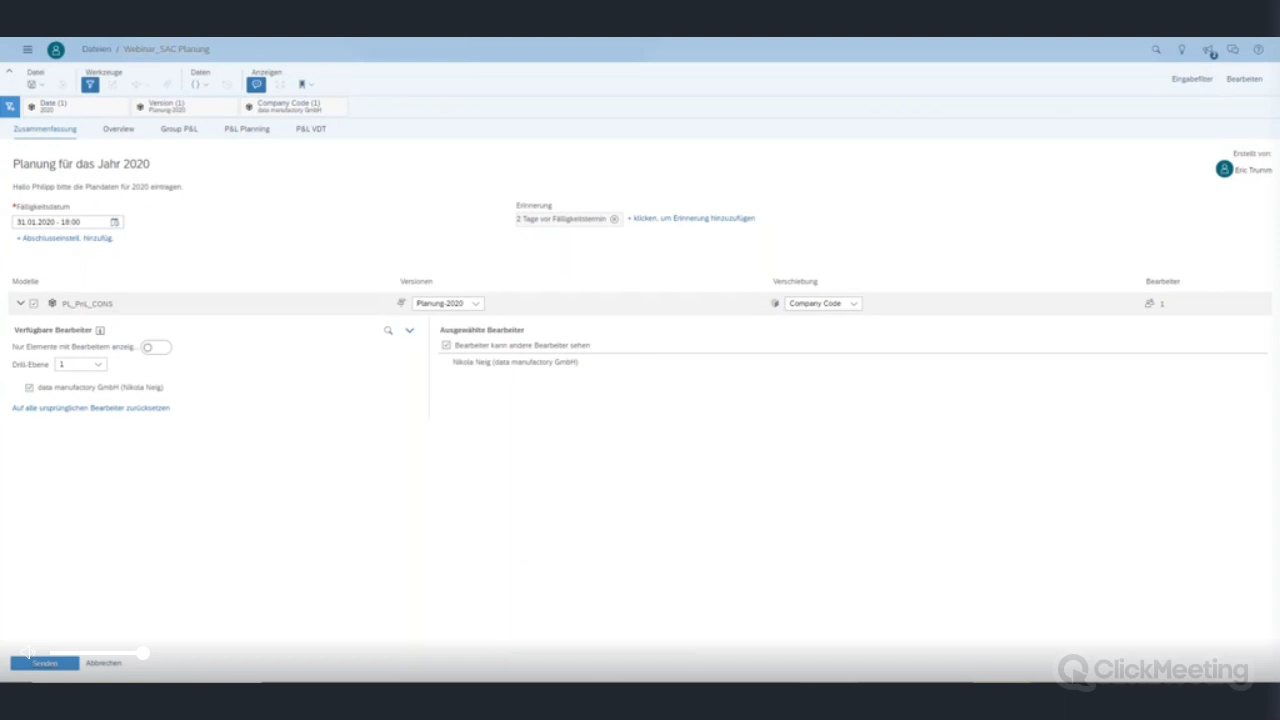 Dateien / Webinar_SAC Planung
Datei Werkzeuge Daten Anzeigen
Eingabefilter Bearbeiten
Date (1) Version (1) Company Code (1)
2020 Planung-2020 data manufactory GmbH
Zusammenfassung Overview Group P&L P&L Planning P&L VDT
Planung für das Jahr 2020
Erstellt von:
Eric Trumm
Hallo Philipp bitte die Plandaten für 2020 eintragen.
*Fälligkeitsdatum Erinnerung
31.01.2020 - 18:00 2 Tage vor Fälligkeitstermin + klicken, um Erinnerung hinzuzufügen
+ Abschlusseinstell. hinzufüg.
Modelle Versionen Verschiebung Bearbeiter
PL_PnL_CONS Planung-2020 Company Code 1
Verfügbare Bearbeiter Ausgewählte Bearbeiter
Nur Elemente mit Bearbeitern anzeig... Bearbeiter kann andere Bearbeiter sehen
Drill-Ebene 1 Nikola Neig (data manufactory GmbH)
data manufactory GmbH (Nikola Neig)
Auf alle ursprünglichen Bearbeiter zurücksetzen
Senden Abbrechen
ClickMeeting